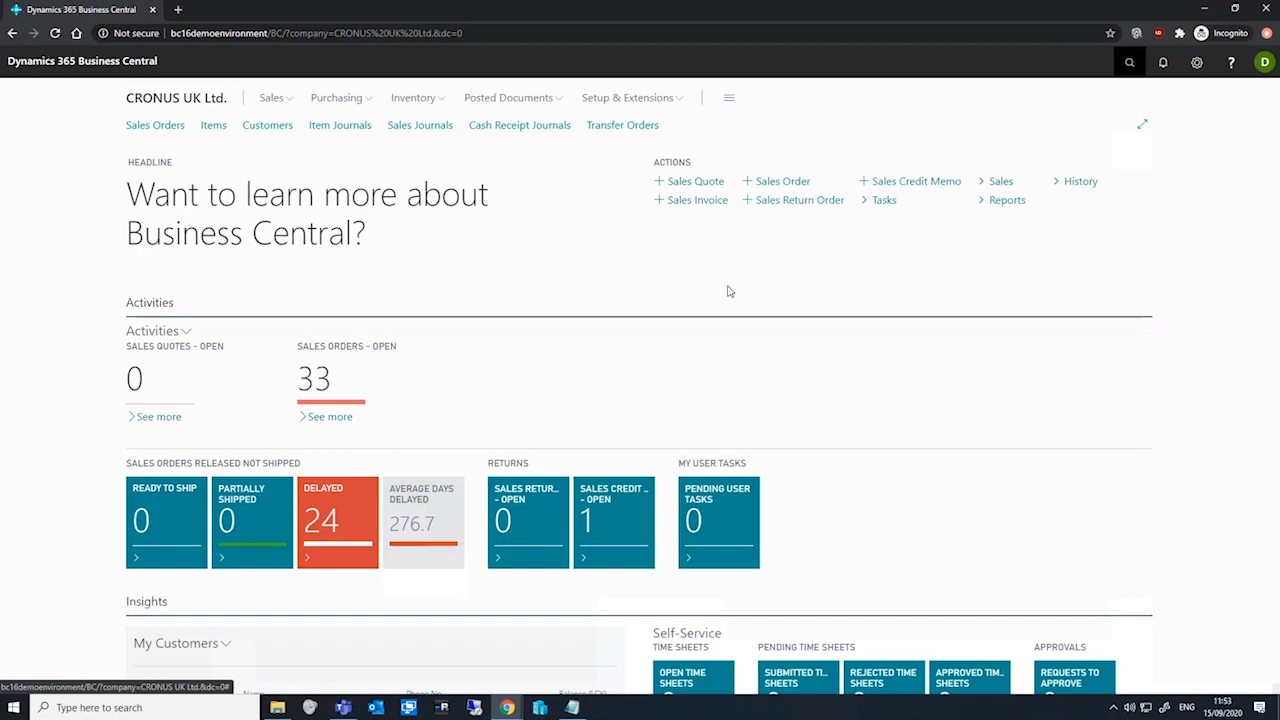 Dynamics 365 Business Central
Not secure
bc16demoenvironment/BC/?company=CRONUS%20UK%20Ltd.&dc=0
Incognito
Dynamics 365 Business Central
D
CRONUS UK Ltd.
Sales
Purchasing
Inventory
Posted Documents
Setup & Extensions
Sales Orders
Items
Customers
Item Journals
Sales Journals
Cash Receipt Journals
Transfer Orders
HEADLINE
Want to learn more about
Business Central?
ACTIONS
+ Sales Quote
+ Sales Order
+ Sales Credit Memo
> Sales
> History
+ Sales Invoice
+ Sales Return Order
> Tasks
> Reports
Activities
Activities
SALES QUOTES - OPEN
0
> See more
SALES ORDERS - OPEN
33
> See more
SALES ORDERS RELEASED NOT SHIPPED
READY TO SHIP
0
PARTIALLY
SHIPPED
0
DELAYED
24
AVERAGE DAYS
DELAYED
276.7
RETURNS
SALES RETUR...
- OPEN
0
SALES CREDIT ...
- OPEN
1
MY USER TASKS
PENDING USER
TASKS
0
Insights
My Customers
Name
Phone No.
Balance (LCY)
Self-Service
TIME SHEETS
OPEN TIME
SHEETS
PENDING TIME SHEETS
SUBMITTED TI...
SHEETS
REJECTED TIME
SHEETS
APPROVED TIM...
SHEETS
APPROVALS
REQUESTS TO
APPROVE
bc16demoenvironment/BC/?company=CRONUS UK Ltd.&dc=0#
Type here to search
ENG
11:53
15/09/2020